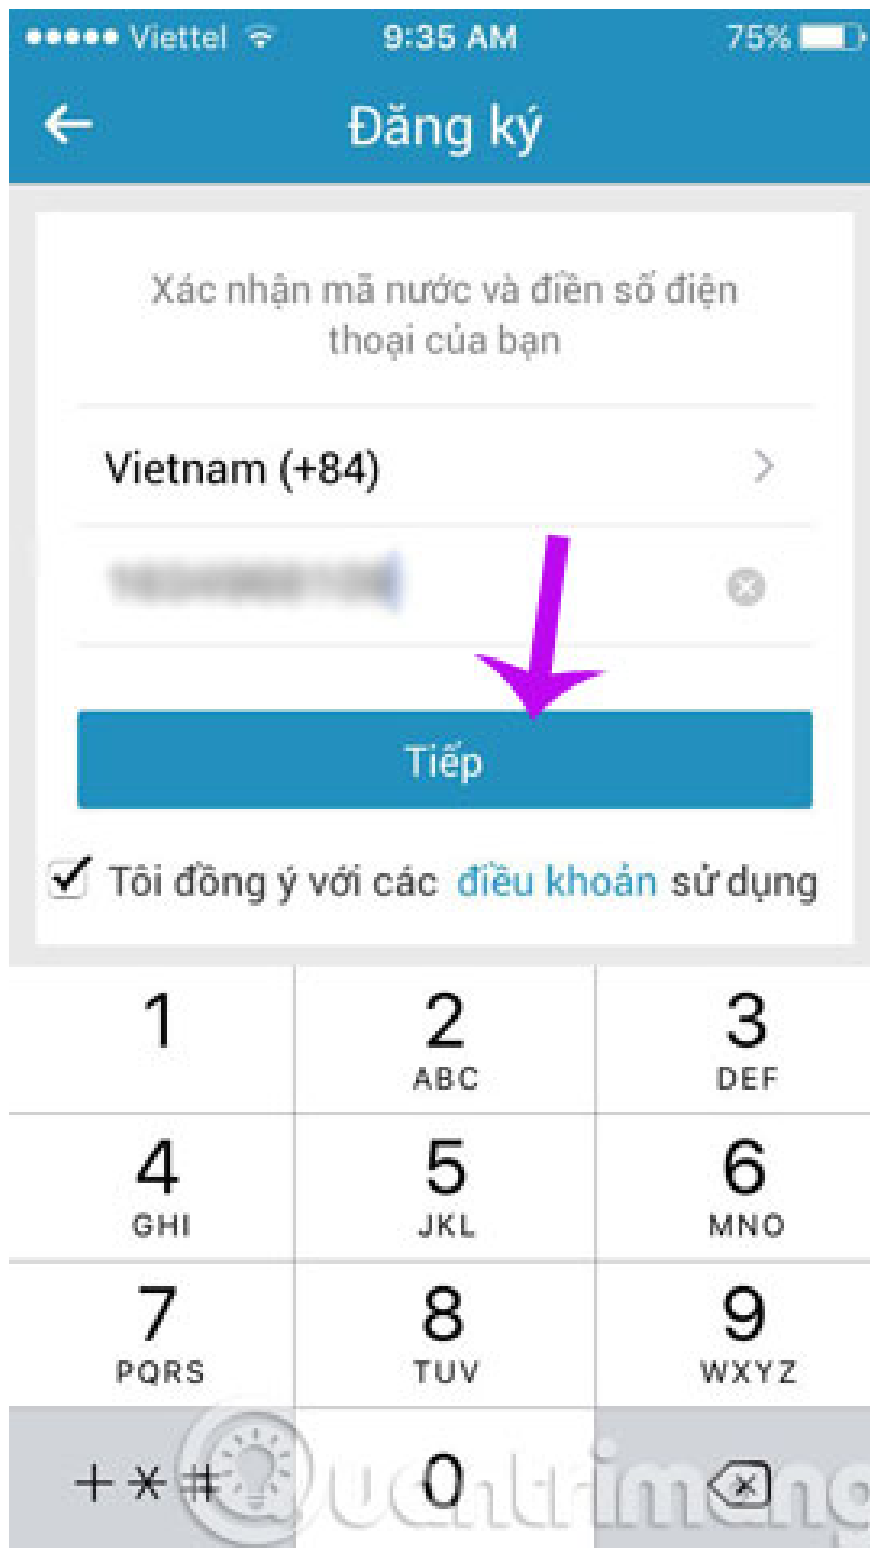 Viettel 9:35 AM 75%
Đăng ký
Xác nhận mã nước và điền số điện
thoại của bạn
Vietnam (+84)
Tiếp
Tôi đồng ý với các điều khoản sử dụng
1 2 3
ABC DEF
4 5 6
GHI JKL MNO
7 8 9
PQRS TUV WXYZ
+*# 0
Quantrimang